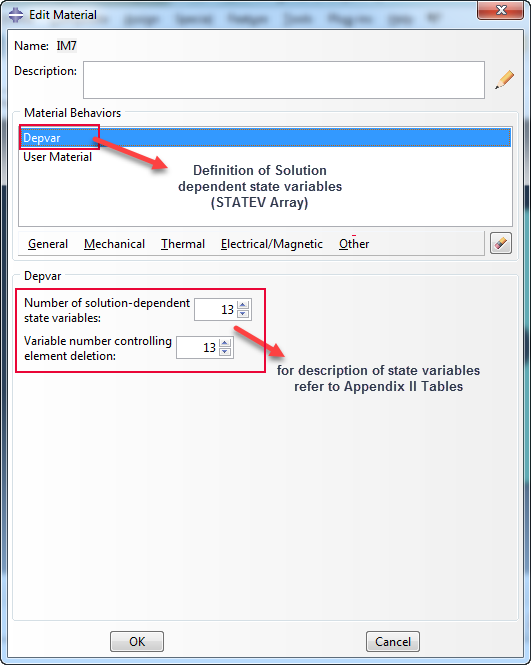 Edit Material
Name: IM7
Description:
Material Behaviors
Depvar
User Material
Definition of Solution
dependent state variables
(STATEV Array)
General Mechanical Thermal Electrical/Magnetic Other
Depvar
Number of solution-dependent
state variables: 13
Variable number controlling
element deletion: 13
for description of state variables
refer to Appendix II Tables
OK Cancel